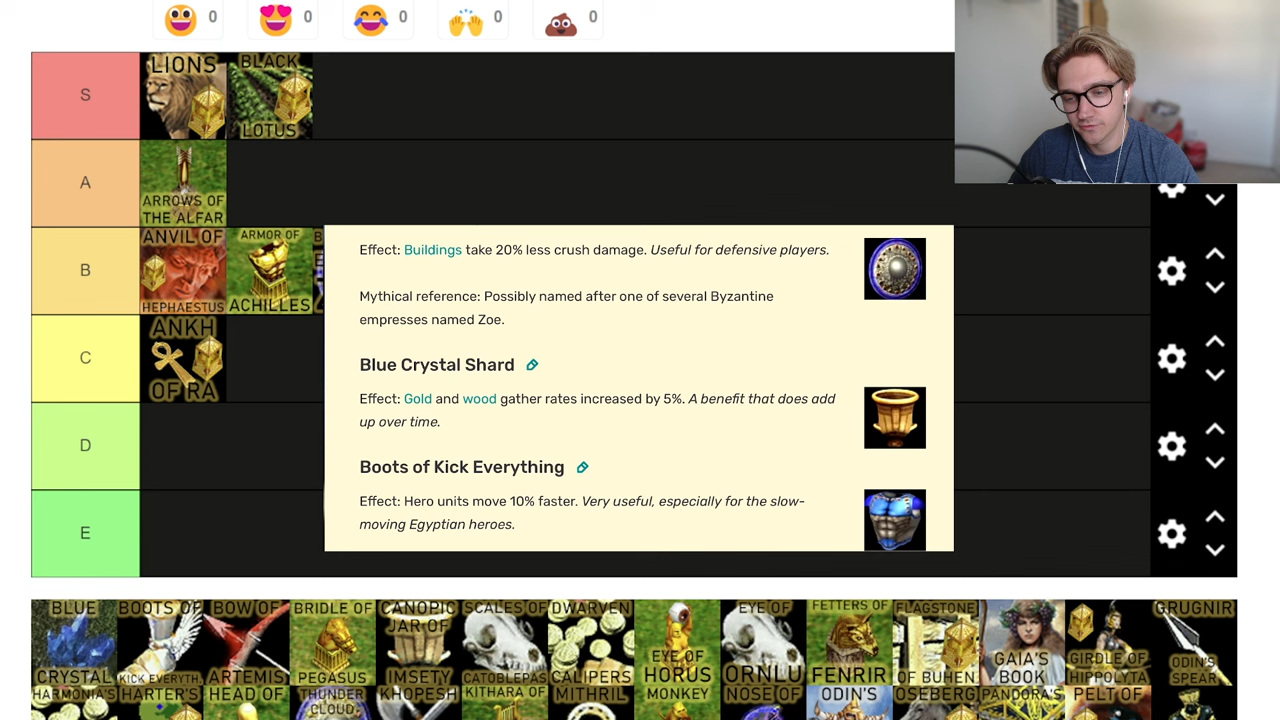 0 0 0 0 0
S
LIONS
BLACK
LOTUS
A
ARROWS OF
THE ALFAR
B
ANVIL OF
HEPHAESTUS
ARMOR OF
ACHILLES
C
ANKH
OF RA
D
E
Effect: Buildings take 20% less crush damage. Useful for defensive players.
Mythical reference: Possibly named after one of several Byzantine
empresses named Zoe.
Blue Crystal Shard
Effect: Gold and wood gather rates increased by 5%. A benefit that does add
up over time.
Boots of Kick Everything
Effect: Hero units move 10% faster. Very useful, especially for the slow-
moving Egyptian heroes.
BLUE
CRYSTAL
BOOTS OF
KICK EVERYTH.
BOW OF
ARTEMIS
BRIDLE OF
PEGASUS
CANOPIC
JAR OF
IMSETY
SCALES OF
CATOBLEPAS
DWARVEN
CALIPERS
EYE OF
HORUS
EYE OF
ORNLU
FETTERS OF
FENRIR
FLAGSTONE
OF BUHEN
GAIA'S
BOOK
GIRDLE OF
HIPPOLYTA
GRUGNIR
ODIN'S
SPEAR
HARMONIA'S
HARTER'S
HEAD OF
THUNDER
CLOUD
KHOPESH
KITHARA OF
MITHRIL
MONKEY
NOSE OF
ODIN'S
OSEBERG
PANDORA'S
PELT OF